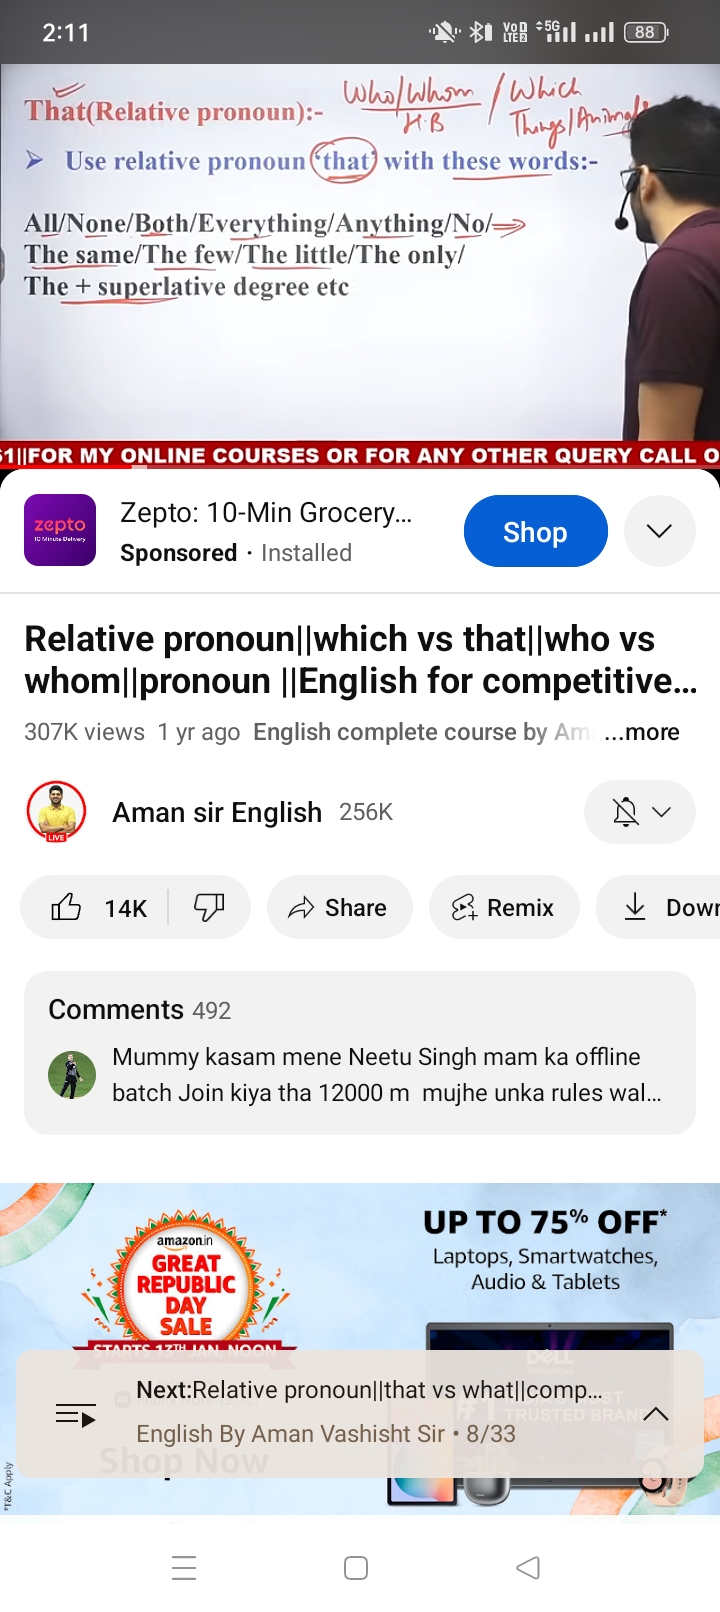 2:11
VoD LTE2 5G 88
That(Relative pronoun):- Who/Whom / Which
H.B Things/Animals
➤ Use relative pronoun ‘that’ with these words:-
All/None/Both/Everything/Anything/No/
The same/The few/The little/The only/
The + superlative degree etc
61||FOR MY ONLINE COURSES OR FOR ANY OTHER QUERY CALL O
zepto
10 Minute Delivery
Zepto: 10-Min Grocery...
Sponsored · Installed
Shop
Relative pronoun||which vs that||who vs
whom||pronoun ||English for competitive...
307K views 1 yr ago English complete course by Am ...more
LIVE
Aman sir English 256K
14K Share Remix Down
Comments 492
Mummy kasam mene Neetu Singh mam ka offline
batch Join kiya tha 12000 m mujhe unka rules wal...
amazon.in
GREAT
REPUBLIC
DAY
SALE
STARTS 13TH JAN, NOON
UP TO 75% OFF*
Laptops, Smartwatches,
Audio & Tablets
DELL
Next:Relative pronoun||that vs what||comp...
English By Aman Vashisht Sir • 8/33
TRUSTED BRAND
Shop Now
*T&C Apply